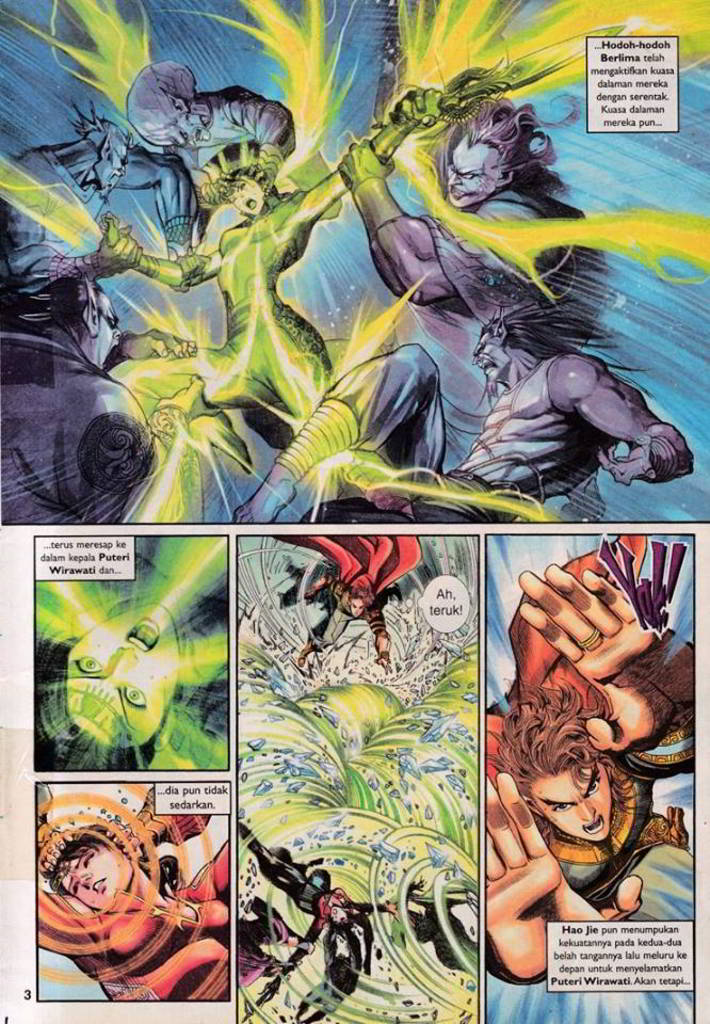 ...Hodoh-hodoh
Berlima telah
mengaktifkan kuasa
dalaman mereka
dengan serentak.
Kuasa dalaman
mereka pun...
...terus meresap ke
dalam kepala Puteri
Wirawati dan...
...dia pun tidak
sedarkan.
Ah,
teruk!
Hao Jie pun menumpukan
kekuatannya pada kedua-dua
belah tangannya lalu meluru ke
depan untuk menyelamatkan
Puteri Wirawati. Akan tetapi...
3